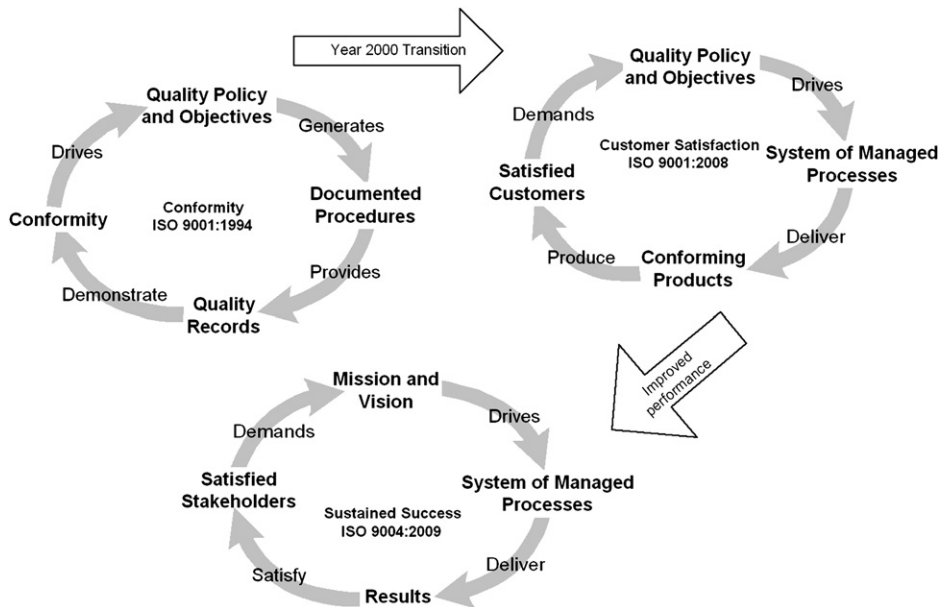 Year 2000 Transition
Quality Policy
and Objectives
Generates
Documented
Procedures
Provides
Quality
Records
Demonstrate
Conformity
Drives
Conformity
ISO 9001:1994
Quality Policy
and Objectives
Drives
System of Managed
Processes
Deliver
Conforming
Products
Produce
Satisfied
Customers
Demands
Customer Satisfaction
ISO 9001:2008
Improved
performance
Mission and
Vision
Drives
System of Managed
Processes
Deliver
Results
Satisfy
Satisfied
Stakeholders
Demands
Sustained Success
ISO 9004:2009